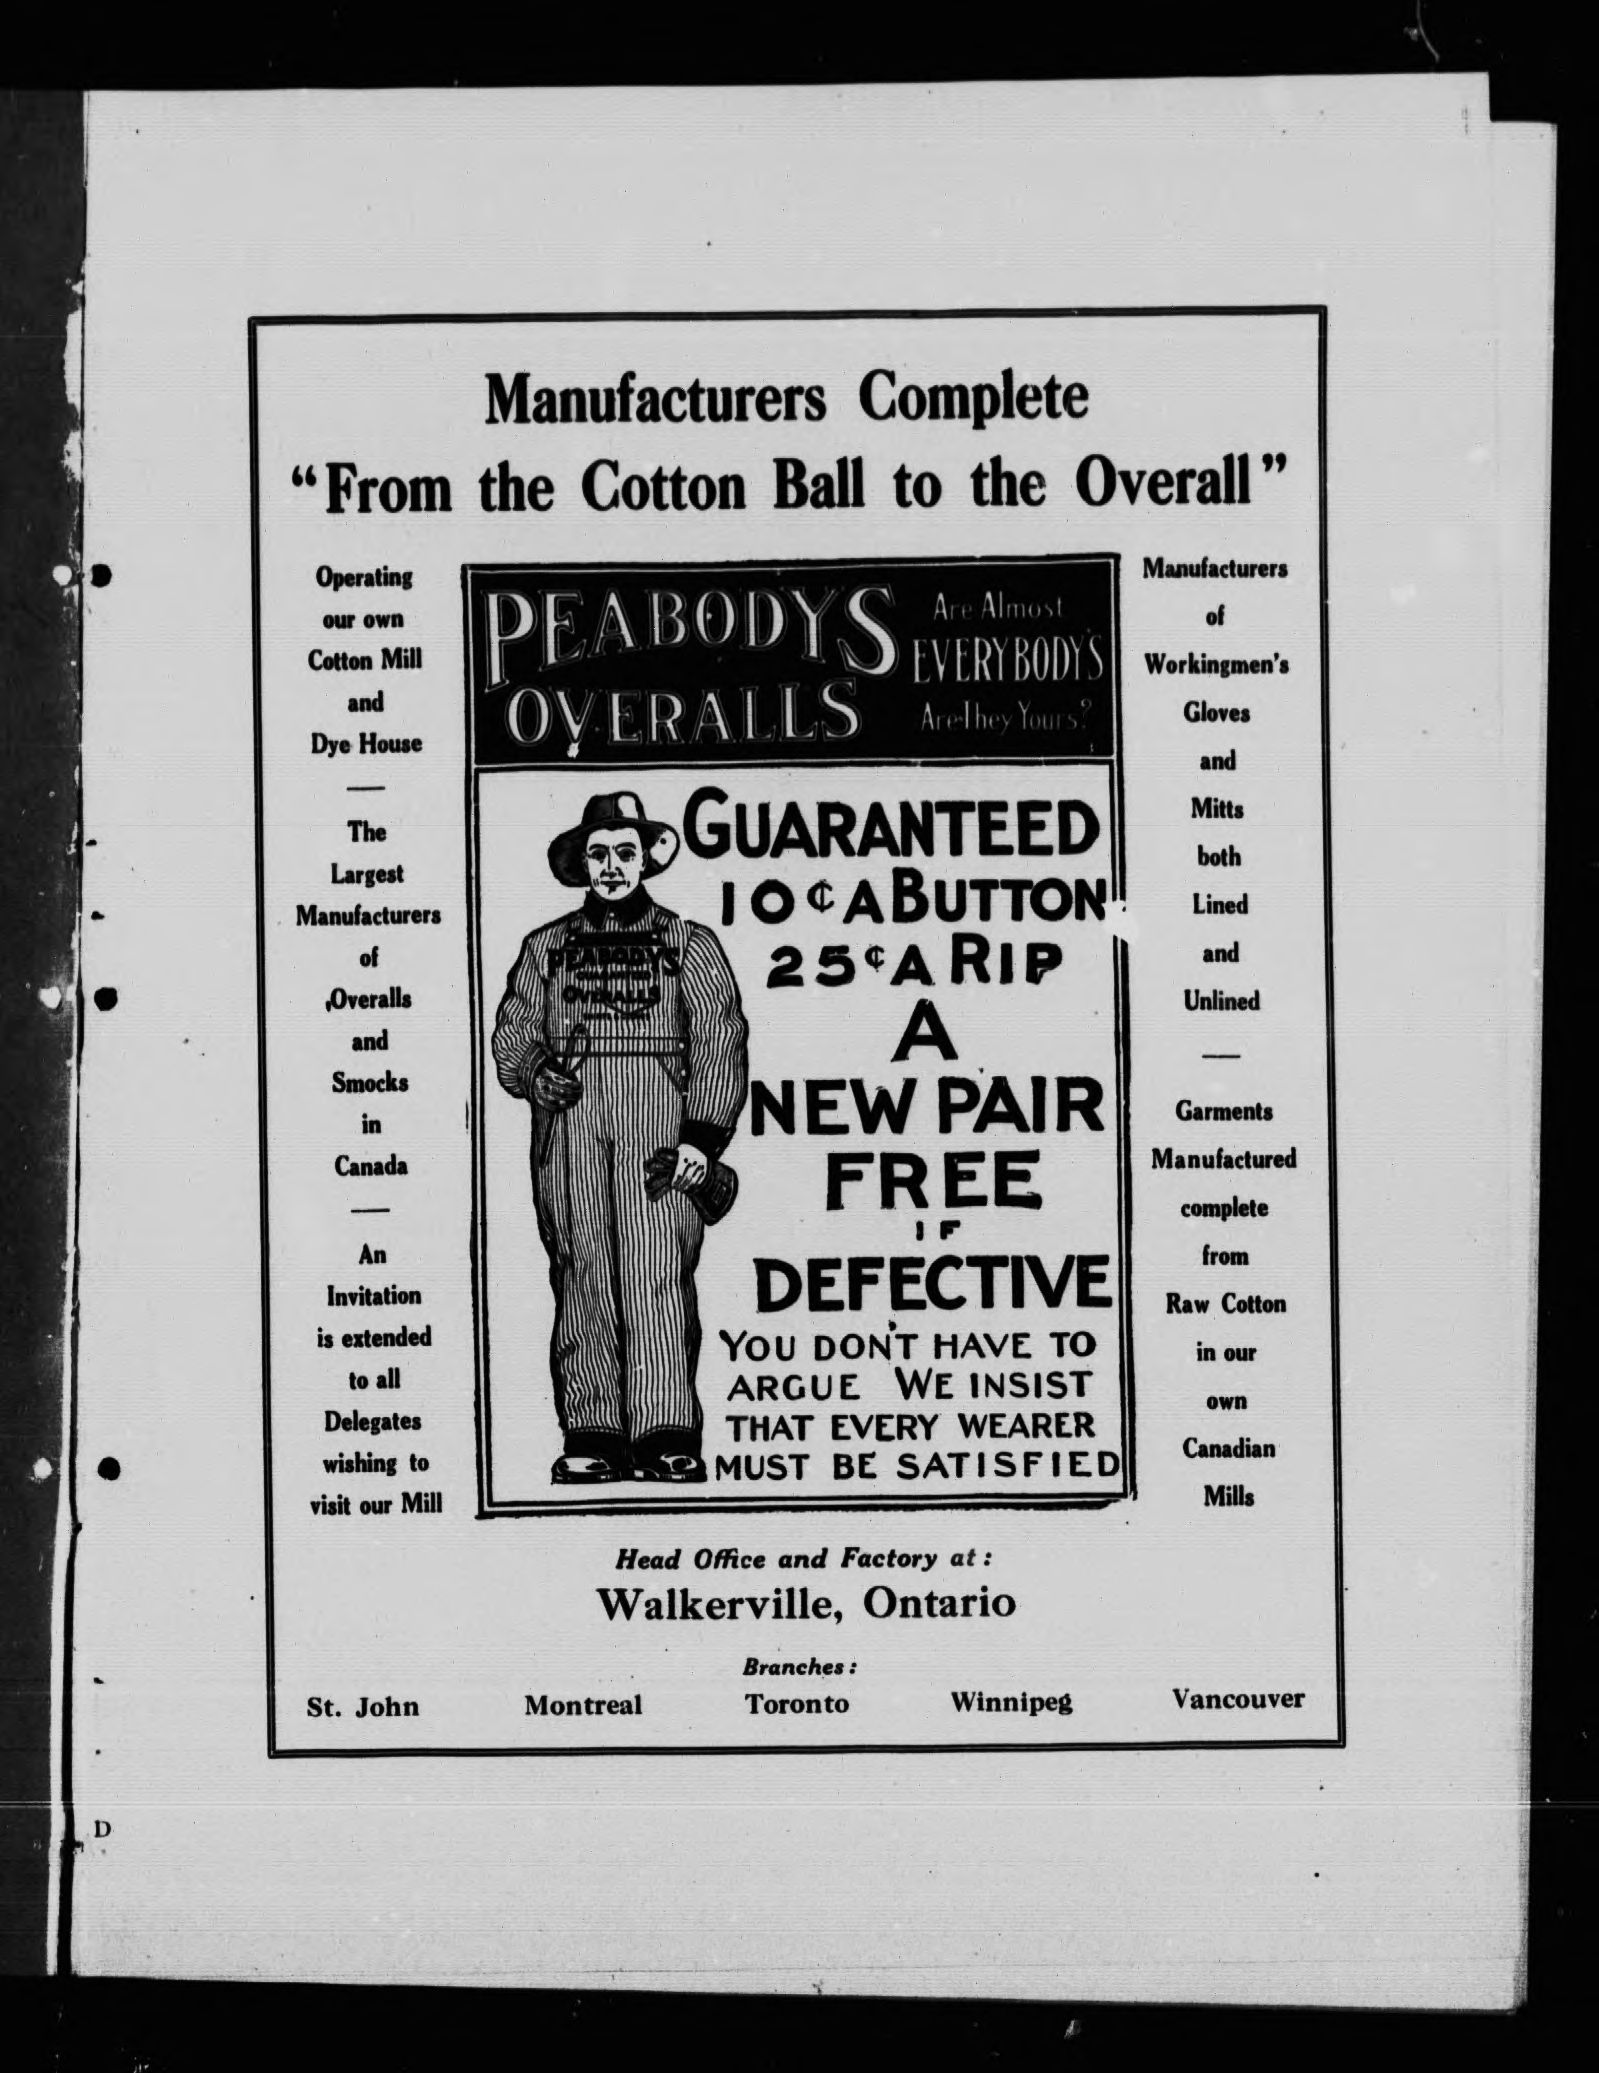 Manufacturers Complete
“From the Cotton Ball to the Overall”
Operating
our own
Cotton Mill
and
Dye House
—
The
Largest
Manufacturers
of
Overalls
and
Smocks
in
Canada
—
An
Invitation
is extended
to all
Delegates
wishing to
visit our Mill
PEABODYS
OVERALLS
Are Almost
EVERYBODY'S
Are They Yours?
GUARANTEED
10¢ A BUTTON
25¢ A RIP
A
NEW PAIR
FREE
IF
DEFECTIVE
YOU DON'T HAVE TO
ARGUE WE INSIST
THAT EVERY WEARER
MUST BE SATISFIED
PEABODYS
GUARANTEED
OVERALLS
Manufacturers
of
Workingmen's
Gloves
and
Mitts
both
Lined
and
Unlined
—
Garments
Manufactured
complete
from
Raw Cotton
in our
own
Canadian
Mills
Head Office and Factory at:
Walkerville, Ontario
Branches:
St. John Montreal Toronto Winnipeg Vancouver
D